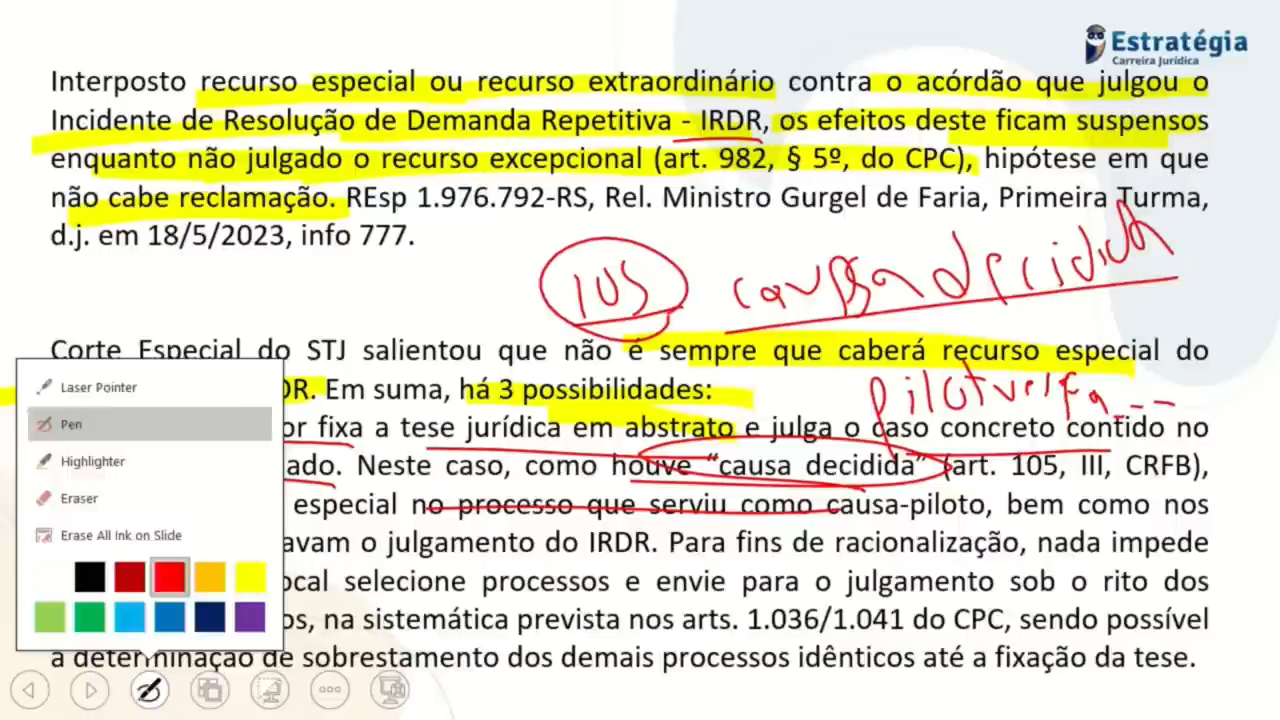 Estratégia
Carreira Jurídica
Interposto recurso especial ou recurso extraordinário contra o acórdão que julgou o
Incidente de Resolução de Demanda Repetitiva - IRDR, os efeitos deste ficam suspensos
enquanto não julgado o recurso excepcional (art. 982, § 5º, do CPC), hipótese em que
não cabe reclamação. REsp 1.976.792-RS, Rel. Ministro Gurgel de Faria, Primeira Turma,
d.j. em 18/5/2023, info 777.
105 causa decidida
Corte Especial do STJ salientou que não é sempre que caberá recurso especial do
DR. Em suma, há 3 possibilidades:
or fixa a tese jurídica em abstrato e julga o caso concreto contido no
ado. Neste caso, como houve “causa decidida” (art. 105, III, CRFB),
especial no processo que serviu como causa-piloto, bem como nos
avam o julgamento do IRDR. Para fins de racionalização, nada impede
ocal selecione processos e envie para o julgamento sob o rito dos
os, na sistemática prevista nos arts. 1.036/1.041 do CPC, sendo possível
a determinação de sobrestamento dos demais processos idênticos até a fixação da tese.
Laser Pointer
Pen
Highlighter
Eraser
Erase All Ink on Slide